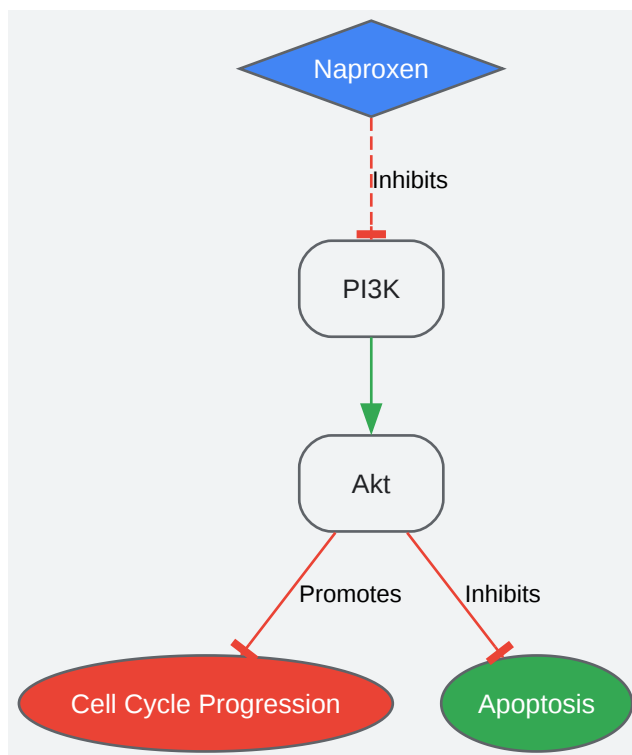 Naproxen
Inhibits
PI3K
Akt
Promotes
Inhibits
Cell Cycle Progression
Apoptosis